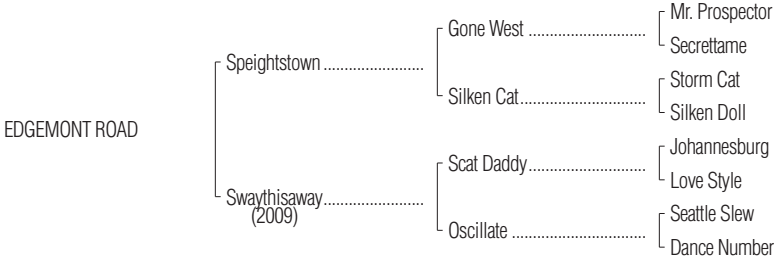 Mr. Prospector
Gone West ..............................
Secrettame
Speightstown .........................
Storm Cat
Silken Cat................................
Silken Doll
EDGEMONT ROAD
Johannesburg
Scat Daddy..............................
Love Style
Swaythisaway.........................
(2009)
Seattle Slew
Oscillate .................................
Dance Number